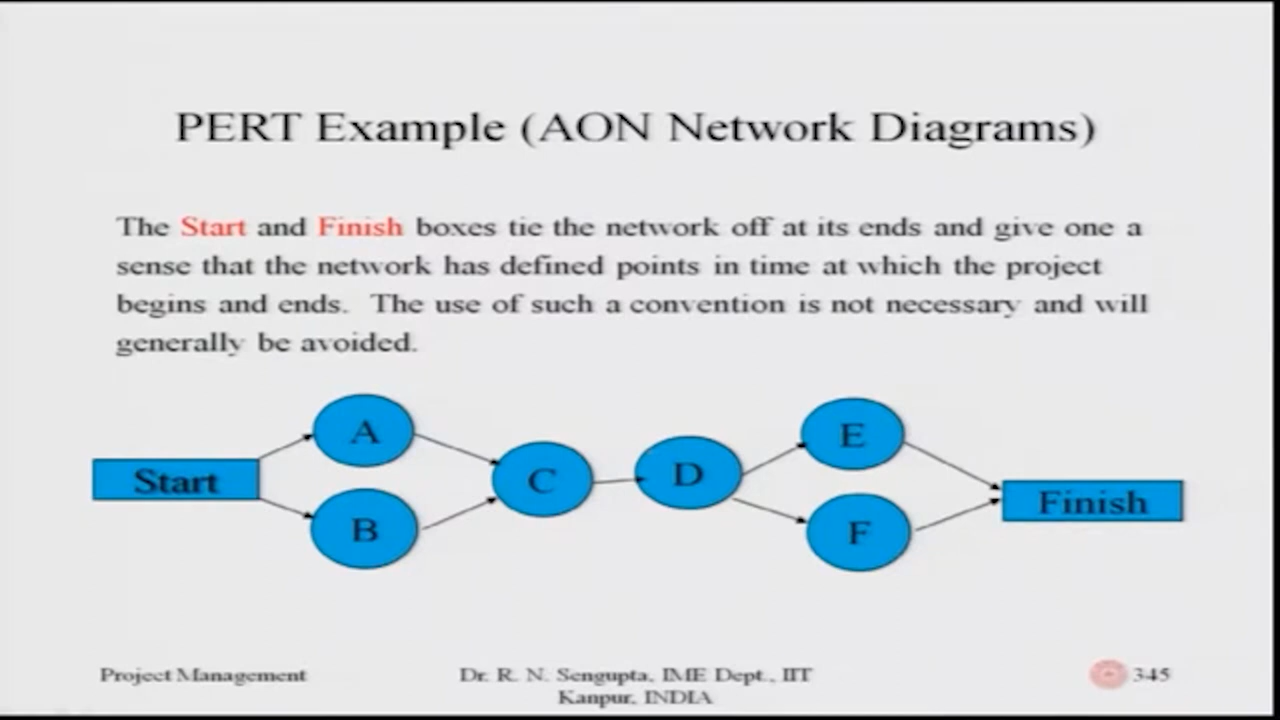 PERT Example (AON Network Diagrams)
The Start and Finish boxes tie the network off at its ends and give one a
sense that the network has defined points in time at which the project
begins and ends. The use of such a convention is not necessary and will
generally be avoided.
A
E
Start
C
D
Finish
B
F
Project Management
Dr. R. N. Sengupta, IME Dept., IIT
Kanpur, INDIA
345